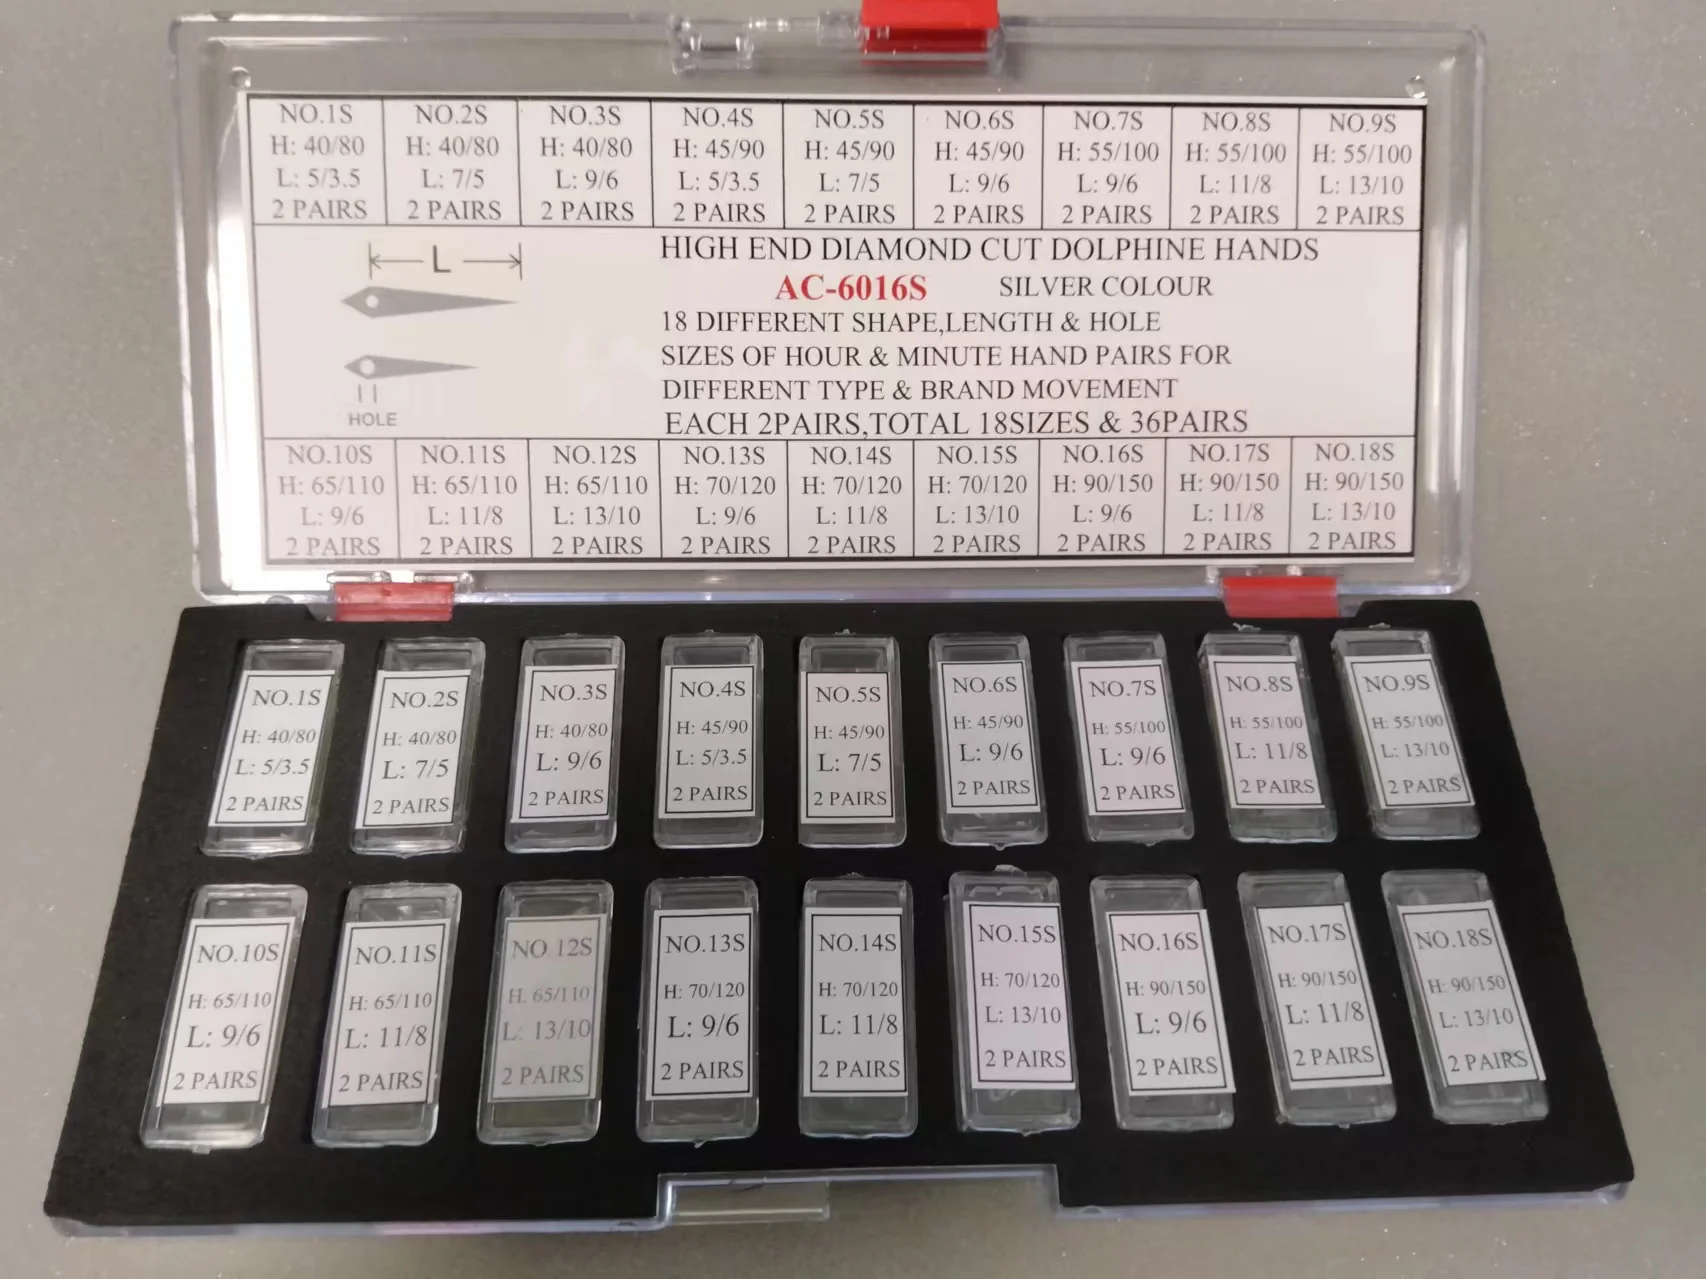 NO.1S
H: 40/80
L: 5/3.5
2 PAIRS
NO.2S
H: 40/80
L: 7/5
2 PAIRS
NO.3S
H: 40/80
L: 9/6
2 PAIRS
NO.4S
H: 45/90
L: 5/3.5
2 PAIRS
NO.5S
H: 45/90
L: 7/5
2 PAIRS
NO.6S
H: 45/90
L: 9/6
2 PAIRS
NO.7S
H: 55/100
L: 9/6
2 PAIRS
NO.8S
H: 55/100
L: 11/8
2 PAIRS
NO.9S
H: 55/100
L: 13/10
2 PAIRS
L
HOLE
HIGH END DIAMOND CUT DOLPHINE HANDS
AC-6016S SILVER COLOUR
18 DIFFERENT SHAPE,LENGTH & HOLE
SIZES OF HOUR & MINUTE HAND PAIRS FOR
DIFFERENT TYPE & BRAND MOVEMENT
EACH 2PAIRS,TOTAL 18SIZES & 36PAIRS
NO.10S
H: 65/110
L: 9/6
2 PAIRS
NO.11S
H: 65/110
L: 11/8
2 PAIRS
NO.12S
H: 65/110
L: 13/10
2 PAIRS
NO.13S
H: 70/120
L: 9/6
2 PAIRS
NO.14S
H: 70/120
L: 11/8
2 PAIRS
NO.15S
H: 70/120
L: 13/10
2 PAIRS
NO.16S
H: 90/150
L: 9/6
2 PAIRS
NO.17S
H: 90/150
L: 11/8
2 PAIRS
NO.18S
H: 90/150
L: 13/10
2 PAIRS
NO.1S
H: 40/80
L: 5/3.5
2 PAIRS
NO.2S
H: 40/80
L: 7/5
2 PAIRS
NO.3S
H: 40/80
L: 9/6
2 PAIRS
NO.4S
H: 45/90
L: 5/3.5
2 PAIRS
NO.5S
H: 45/90
L: 7/5
2 PAIRS
NO.6S
H: 45/90
L: 9/6
2 PAIRS
NO.7S
H: 55/100
L: 9/6
2 PAIRS
NO.8S
H: 55/100
L: 11/8
2 PAIRS
NO.9S
H: 55/100
L: 13/10
2 PAIRS
NO.10S
H: 65/110
L: 9/6
2 PAIRS
NO.11S
H: 65/110
L: 11/8
2 PAIRS
NO.12S
H: 65/110
L: 13/10
2 PAIRS
NO.13S
H: 70/120
L: 9/6
2 PAIRS
NO.14S
H: 70/120
L: 11/8
2 PAIRS
NO.15S
H: 70/120
L: 13/10
2 PAIRS
NO.16S
H: 90/150
L: 9/6
2 PAIRS
NO.17S
H: 90/150
L: 11/8
2 PAIRS
NO.18S
H: 90/150
L: 13/10
2 PAIRS